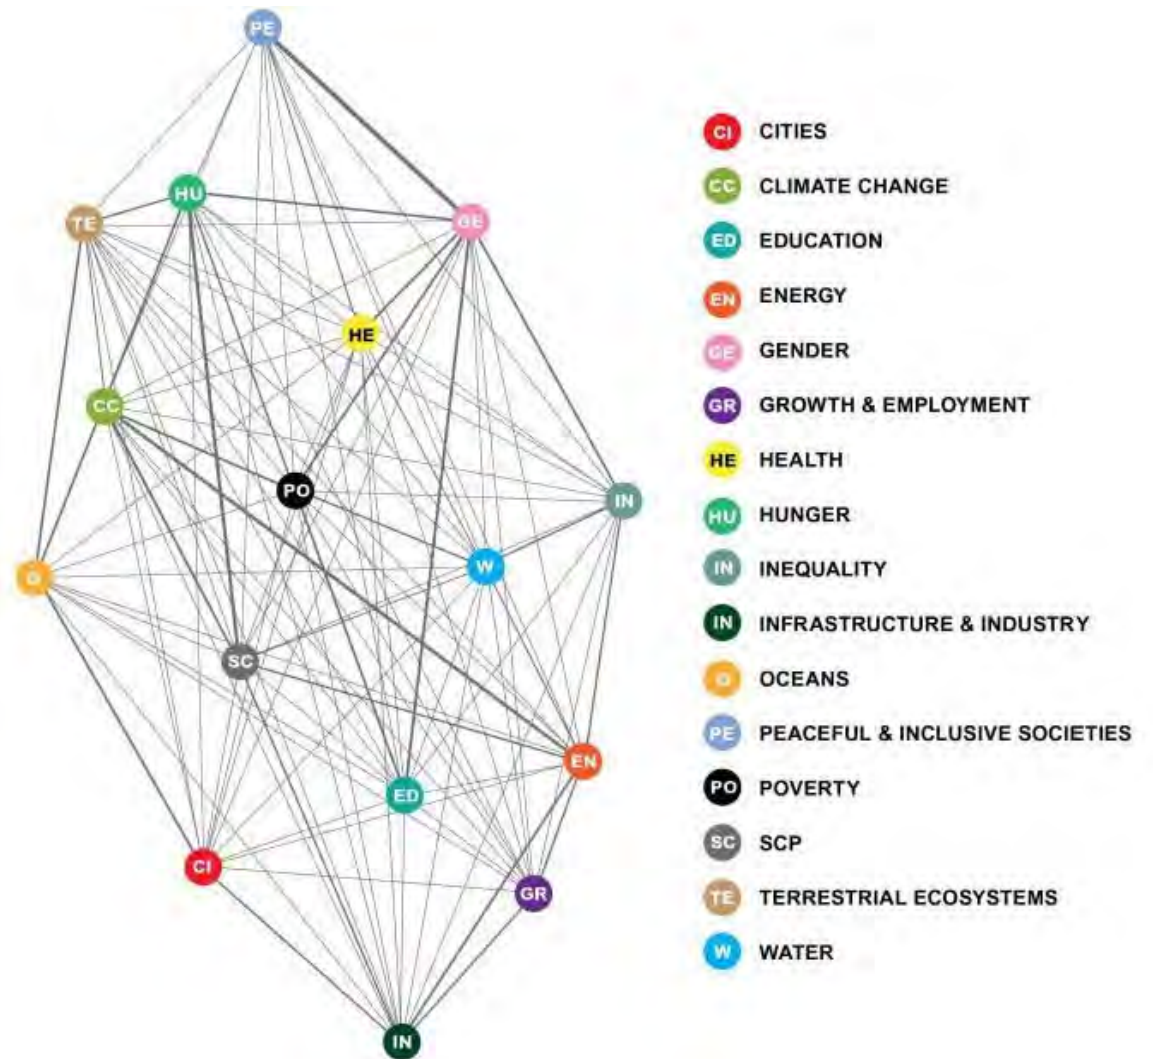 PE
HU
TE
GE
HE
CC
PO
IN
W
O
SC
EN
ED
CI
GR
IN
CI CITIES
CC CLIMATE CHANGE
ED EDUCATION
EN ENERGY
GE GENDER
GR GROWTH & EMPLOYMENT
HE HEALTH
HU HUNGER
IN INEQUALITY
IN INFRASTRUCTURE & INDUSTRY
O OCEANS
PE PEACEFUL & INCLUSIVE SOCIETIES
PO POVERTY
SC SCP
TE TERRESTRIAL ECOSYSTEMS
W WATER